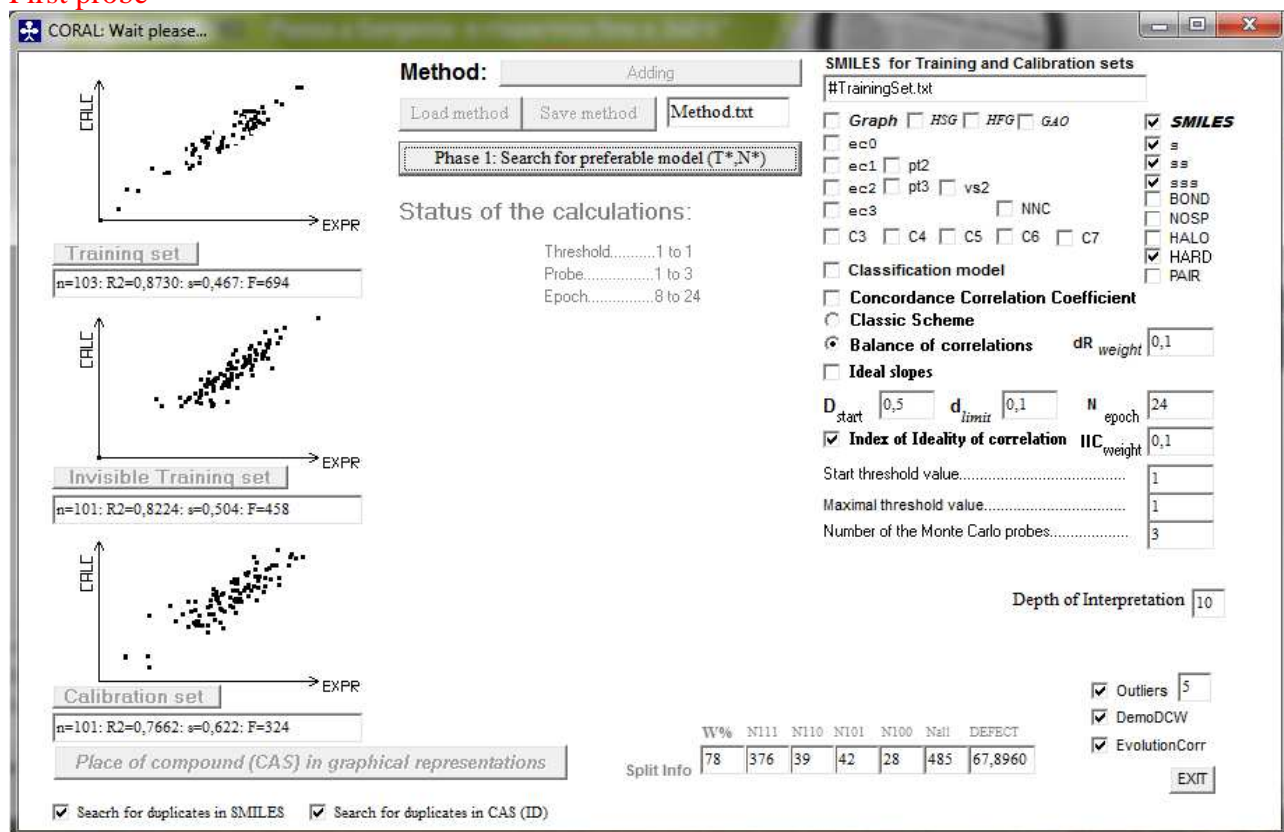 First probe
CORAL: Wait please...
CALC
EXPR
Training set
n=103: R2=0,8730: s=0,467: F=694
CALC
EXPR
Invisible Training set
n=101: R2=0,8224: s=0,504: F=458
CALC
EXPR
Calibration set
n=101: R2=0,7662: s=0,622: F=324
Place of compound (CAS) in graphical representations
Seacrh for duplicates in SMILES Search for duplicates in CAS (ID)
Method: Adding
Load method Save method Method.txt
Phase 1: Search for preferable model (T*,N*)
Status of the calculations:
Threshold...........1 to 1
Probe.................1 to 3
Epoch................8 to 24
W% N111 N110 N101 N100 Nall DEFECT
Split Info 78 376 39 42 28 485 67,8960
SMILES for Training and Calibration sets
#TrainingSet.txt
Graph HSG HFG GAO SMILES
ec0 s
ec1 pt2 ss
ec2 pt3 vs2 sss
BOND
ec3 NNC NOSP
C3 C4 C5 C6 C7 HALO
HARD
Classification model PAIR
Concordance Correlation Coefficient
Classic Scheme
Balance of correlations dR weight 0,1
Ideal slopes
D start 0,5 d limit 0,1 N epoch 24
Index of Ideality of correlation IIC weight 0,1
Start threshold value.......................................... 1
Maximal threshold value................................... 1
Number of the Monte Carlo probes.................... 3
Depth of Interpretation 10
Outliers 5
DemoDCW
EvolutionCorr
EXIT